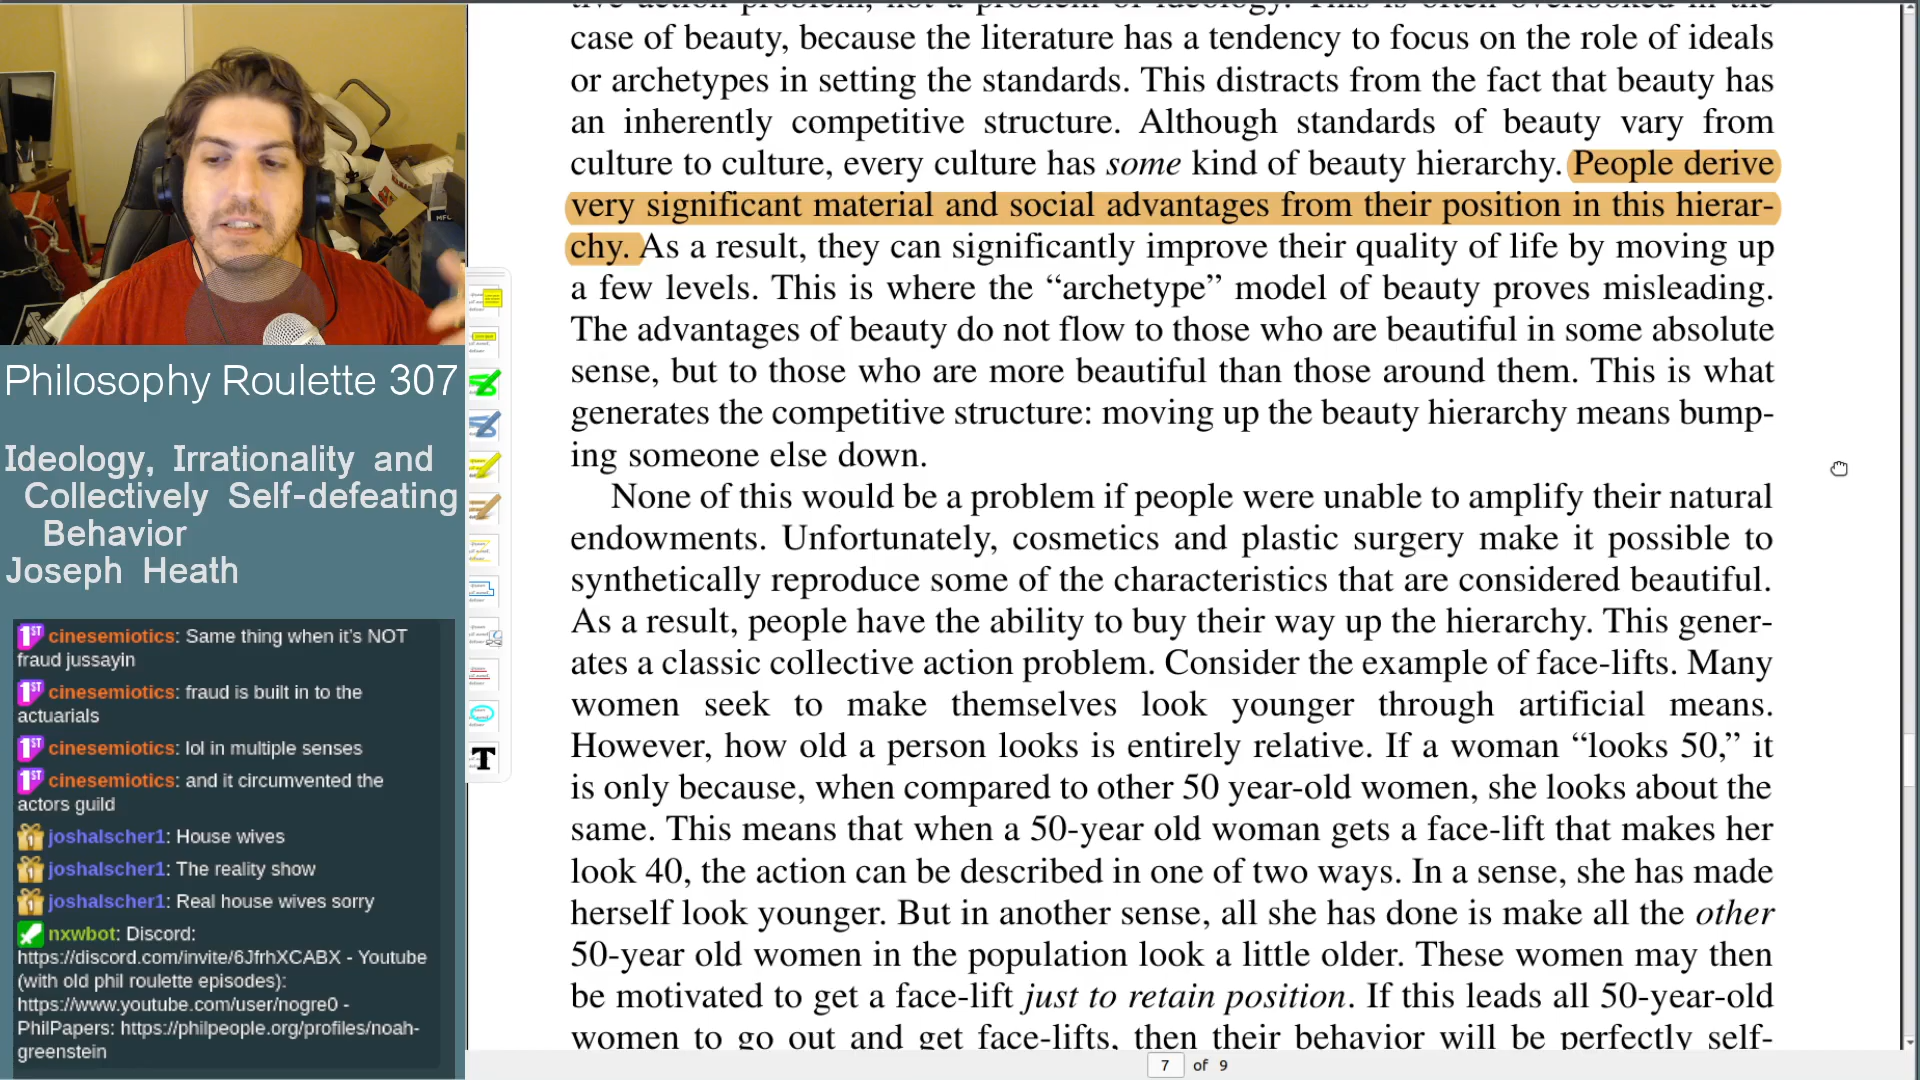 tive action problem, not a problem of ideology. This is often overlooked in the
case of beauty, because the literature has a tendency to focus on the role of ideals
or archetypes in setting the standards. This distracts from the fact that beauty has
an inherently competitive structure. Although standards of beauty vary from
culture to culture, every culture has some kind of beauty hierarchy. People derive
very significant material and social advantages from their position in this hierar-
chy. As a result, they can significantly improve their quality of life by moving up
a few levels. This is where the “archetype” model of beauty proves misleading.
The advantages of beauty do not flow to those who are beautiful in some absolute
sense, but to those who are more beautiful than those around them. This is what
generates the competitive structure: moving up the beauty hierarchy means bump-
ing someone else down.
None of this would be a problem if people were unable to amplify their natural
endowments. Unfortunately, cosmetics and plastic surgery make it possible to
synthetically reproduce some of the characteristics that are considered beautiful.
As a result, people have the ability to buy their way up the hierarchy. This gener-
ates a classic collective action problem. Consider the example of face-lifts. Many
women seek to make themselves look younger through artificial means.
However, how old a person looks is entirely relative. If a woman “looks 50,” it
is only because, when compared to other 50 year-old women, she looks about the
same. This means that when a 50-year old woman gets a face-lift that makes her
look 40, the action can be described in one of two ways. In a sense, she has made
herself look younger. But in another sense, all she has done is make all the other
50-year old women in the population look a little older. These women may then
be motivated to get a face-lift just to retain position. If this leads all 50-year-old
women to go out and get face-lifts, then their behavior will be perfectly self-
7 of 9
Philosophy Roulette 307
Ideology, Irrationality and
Collectively Self-defeating
Behavior
Joseph Heath
1ST cinesemiotics: Same thing when it's NOT
fraud jussayin
1ST cinesemiotics: fraud is built in to the
actuarials
1ST cinesemiotics: lol in multiple senses
1ST cinesemiotics: and it circumvented the
actors guild
1 joshalscher1: House wives
1 joshalscher1: The reality show
1 joshalscher1: Real house wives sorry
nxwbot: Discord:
https://discord.com/invite/6JfrhXCABX - Youtube
(with old phil roulette episodes):
https://www.youtube.com/user/nogre0 -
PhilPapers: https://philpeople.org/profiles/noah-
greenstein
T